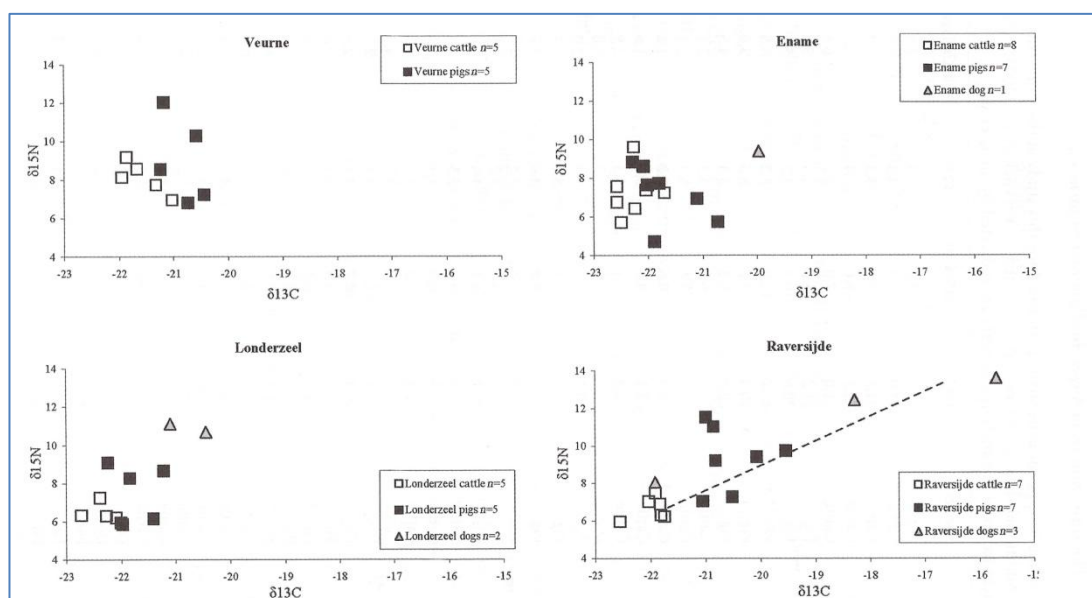 Veurne
□ Veurne cattle n=5
■ Veurne pigs n=5
14
12
10
8
6
4
δ15N
-23 -22 -21 -20 -19 -18 -17 -16 -15
δ13C
Ename
□ Ename cattle n=8
■ Ename pigs n=7
▲ Ename dog n=1
14
12
10
8
6
4
δ15N
-23 -22 -21 -20 -19 -18 -17 -16 -15
δ13C
Londerzeel
14
12
10
8
6
4
δ15N
□ Londerzeel cattle n=5
■ Londerzeel pigs n=5
▲ Londerzeel dogs n=2
-23 -22 -21 -20 -19 -18 -17 -16 -15
δ13C
Raversijde
14
12
10
8
6
4
δ15N
□ Raversijde cattle n=7
■ Raversijde pigs n=7
▲ Raversijde dogs n=3
-23 -22 -21 -20 -19 -18 -17 -16 -15
δ13C